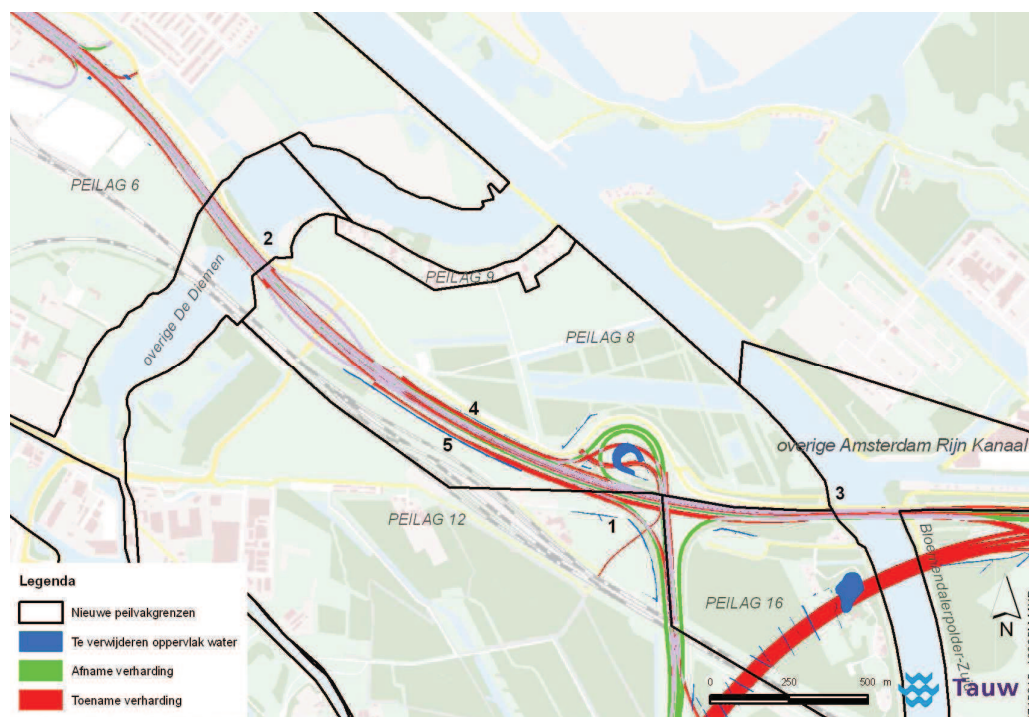 PEILAG 6
2
PEILAG 9
overige De Diemen
PEILAG 8
4
5
overige Amsterdam Rijn Kanaal
3
1
PEILAG 12
PEILAG 16
Bloemendalerpolder-Zuid
Legenda
Nieuwe peilvakgrenzen
Te verwijderen oppervlak water
Afname verharding
Toename verharding
N
0 250 500 m
Tauw